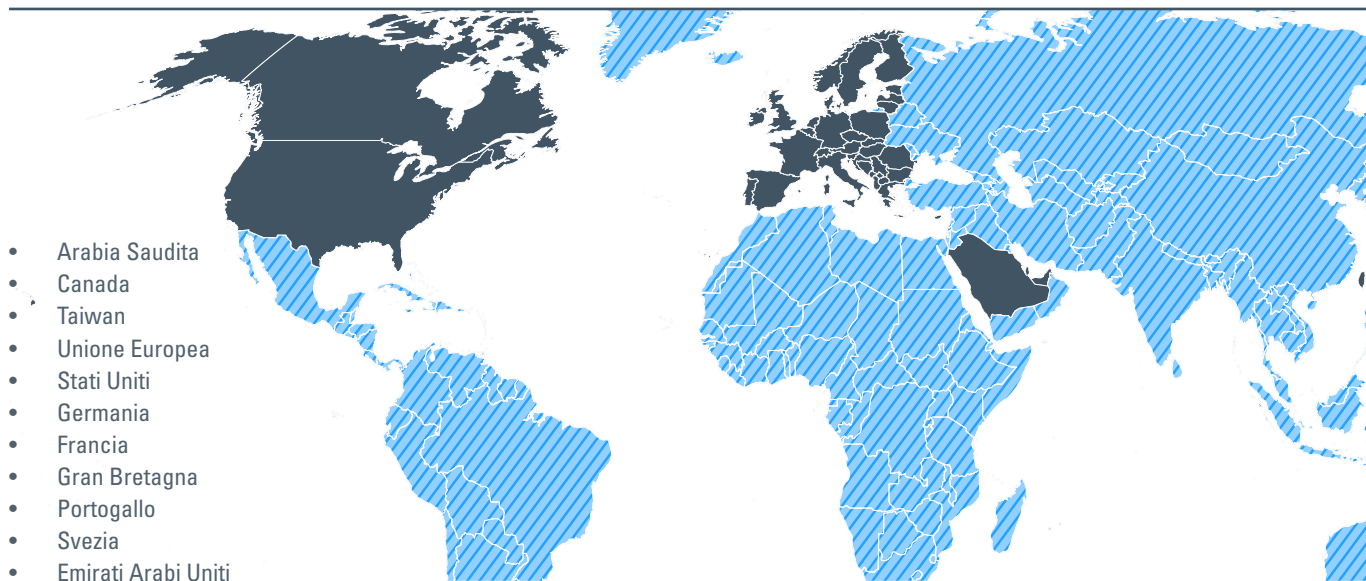 • Arabia Saudita
• Canada
• Taiwan
• Unione Europea
• Stati Uniti
• Germania
• Francia
• Gran Bretagna
• Portogallo
• Svezia
• Emirati Arabi Uniti